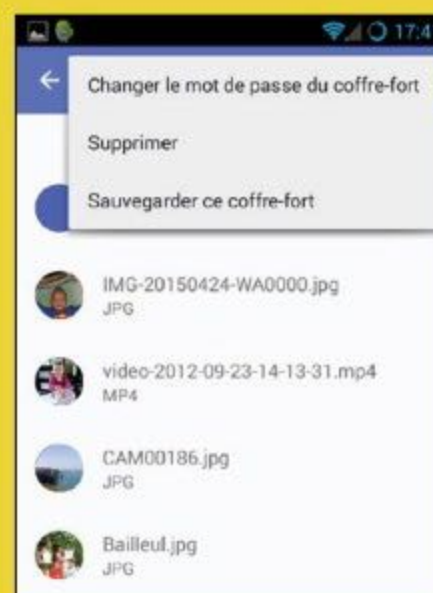 17:4
Changer le mot de passe du coffre-fort
Supprimer
Sauvegarder ce coffre-fort
IMG-20150424-WA0000.jpg
JPG
video-2012-09-23-14-13-31.mp4
MP4
CAM00186.jpg
JPG
Bailleul.jpg
JPG